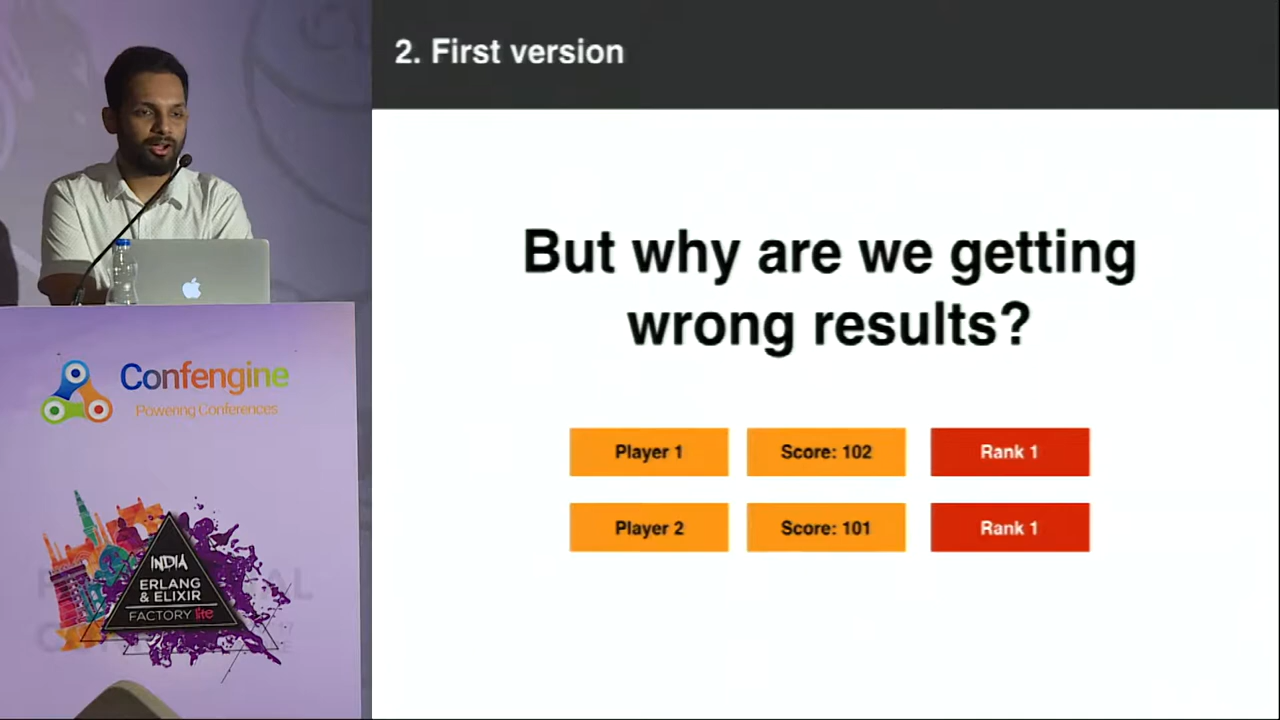 2. First version
But why are we getting
wrong results?
Player 1 Score: 102 Rank 1
Player 2 Score: 101 Rank 1
Confengine
Powering Conferences
INDIA
ERLANG
& ELIXIR
FACTORY lite